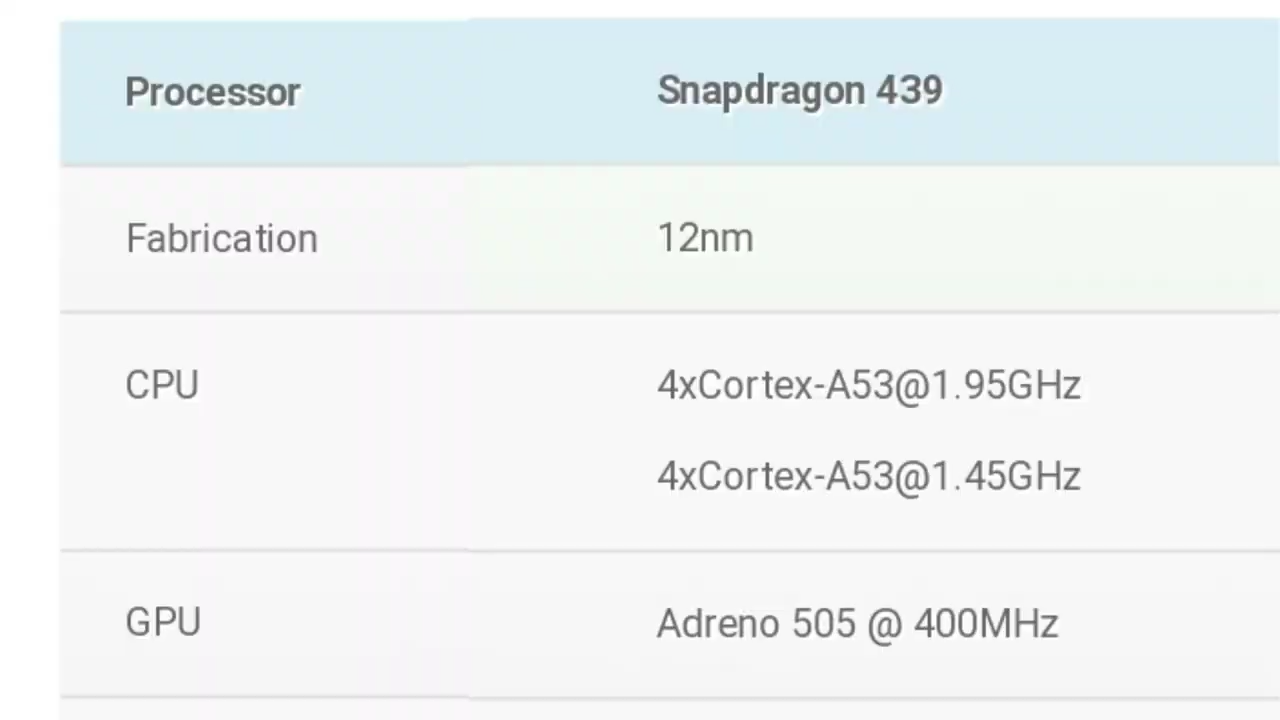 Processor Snapdragon 439
Fabrication 12nm
CPU 4xCortex-A53@1.95GHz
4xCortex-A53@1.45GHz
GPU Adreno 505 @ 400MHz